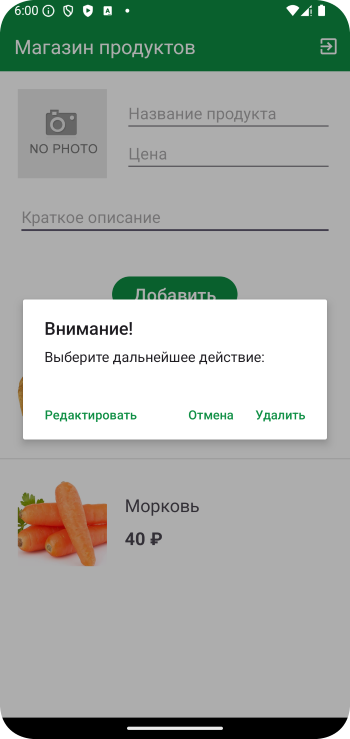 6:00
Магазин продуктов
NO PHOTO
Название продукта
Цена
Краткое описание
Добавить
Внимание!
Выберите дальнейшее действие:
Редактировать Отмена Удалить
Морковь
40 ₽